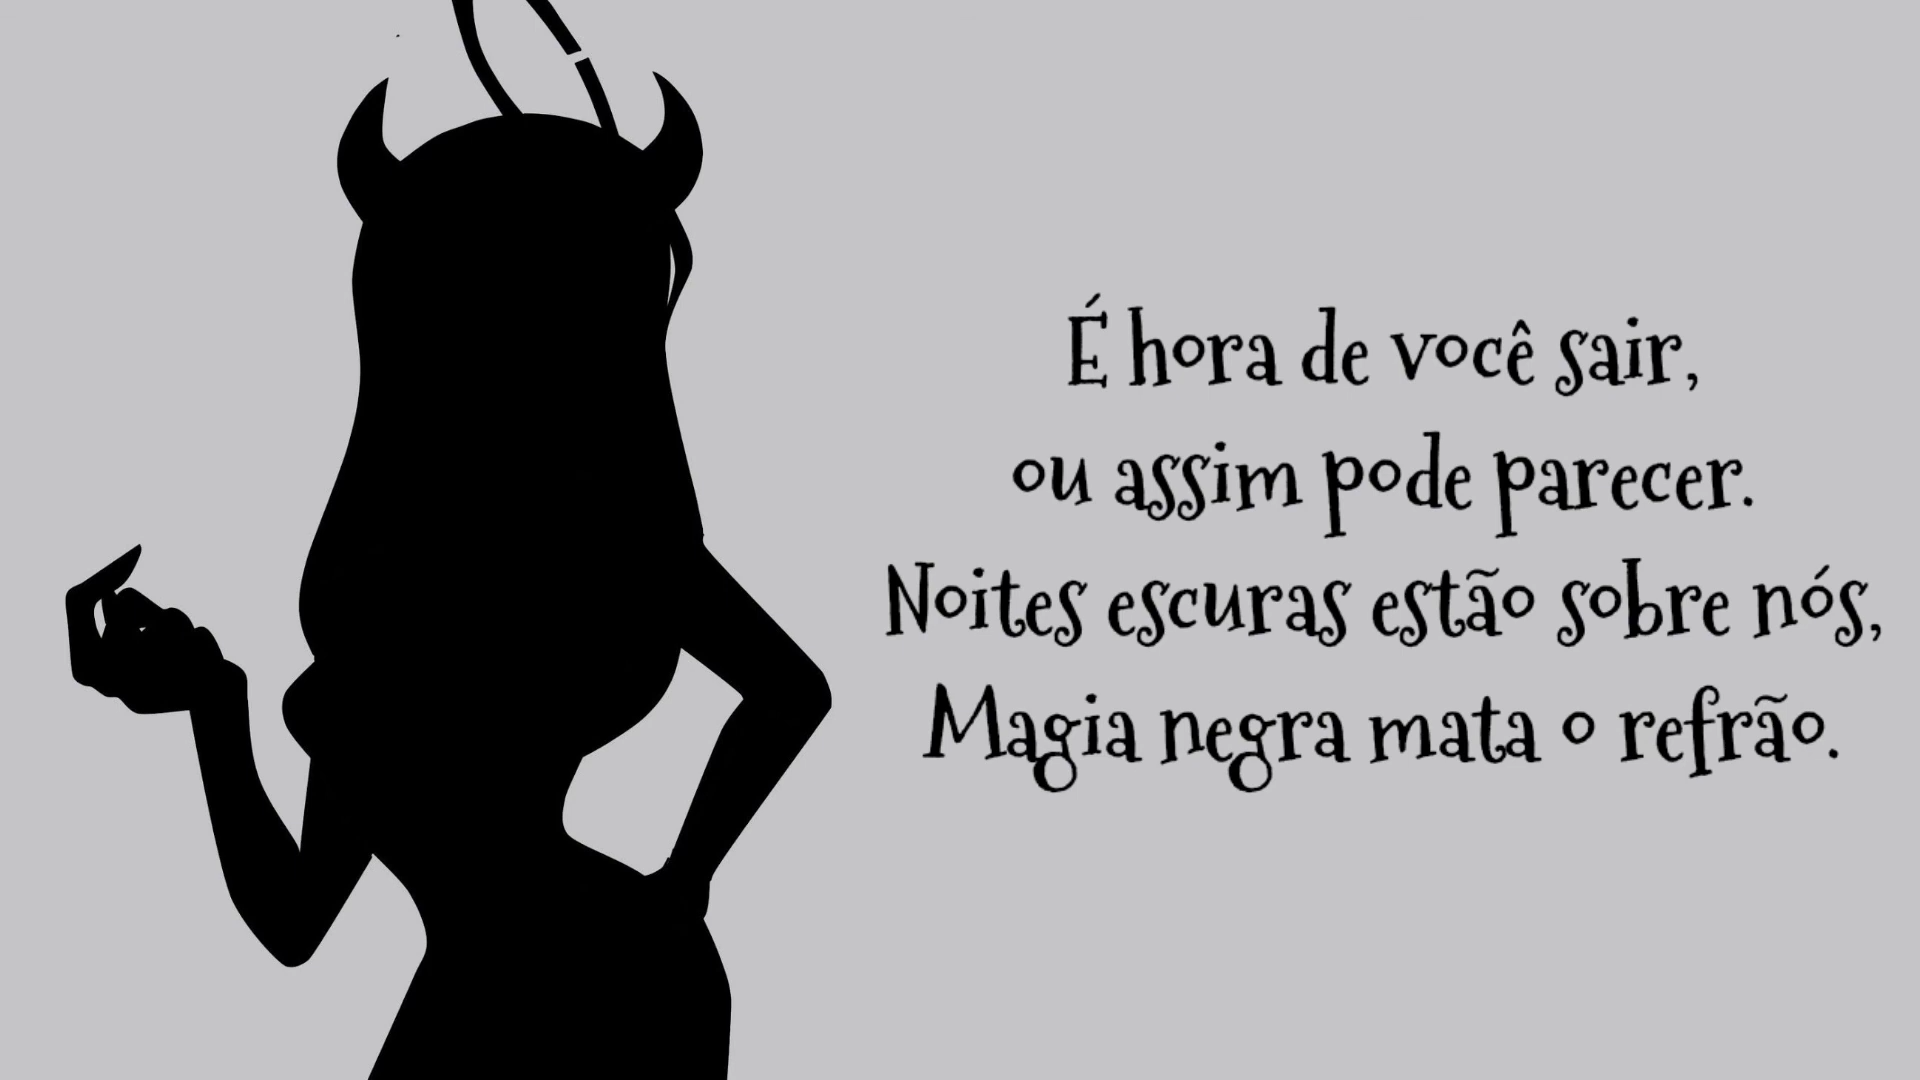 É hora de você sair,
ou assim pode parecer.
Noites escuras estão sobre nós,
Magia negra mata o refrão.